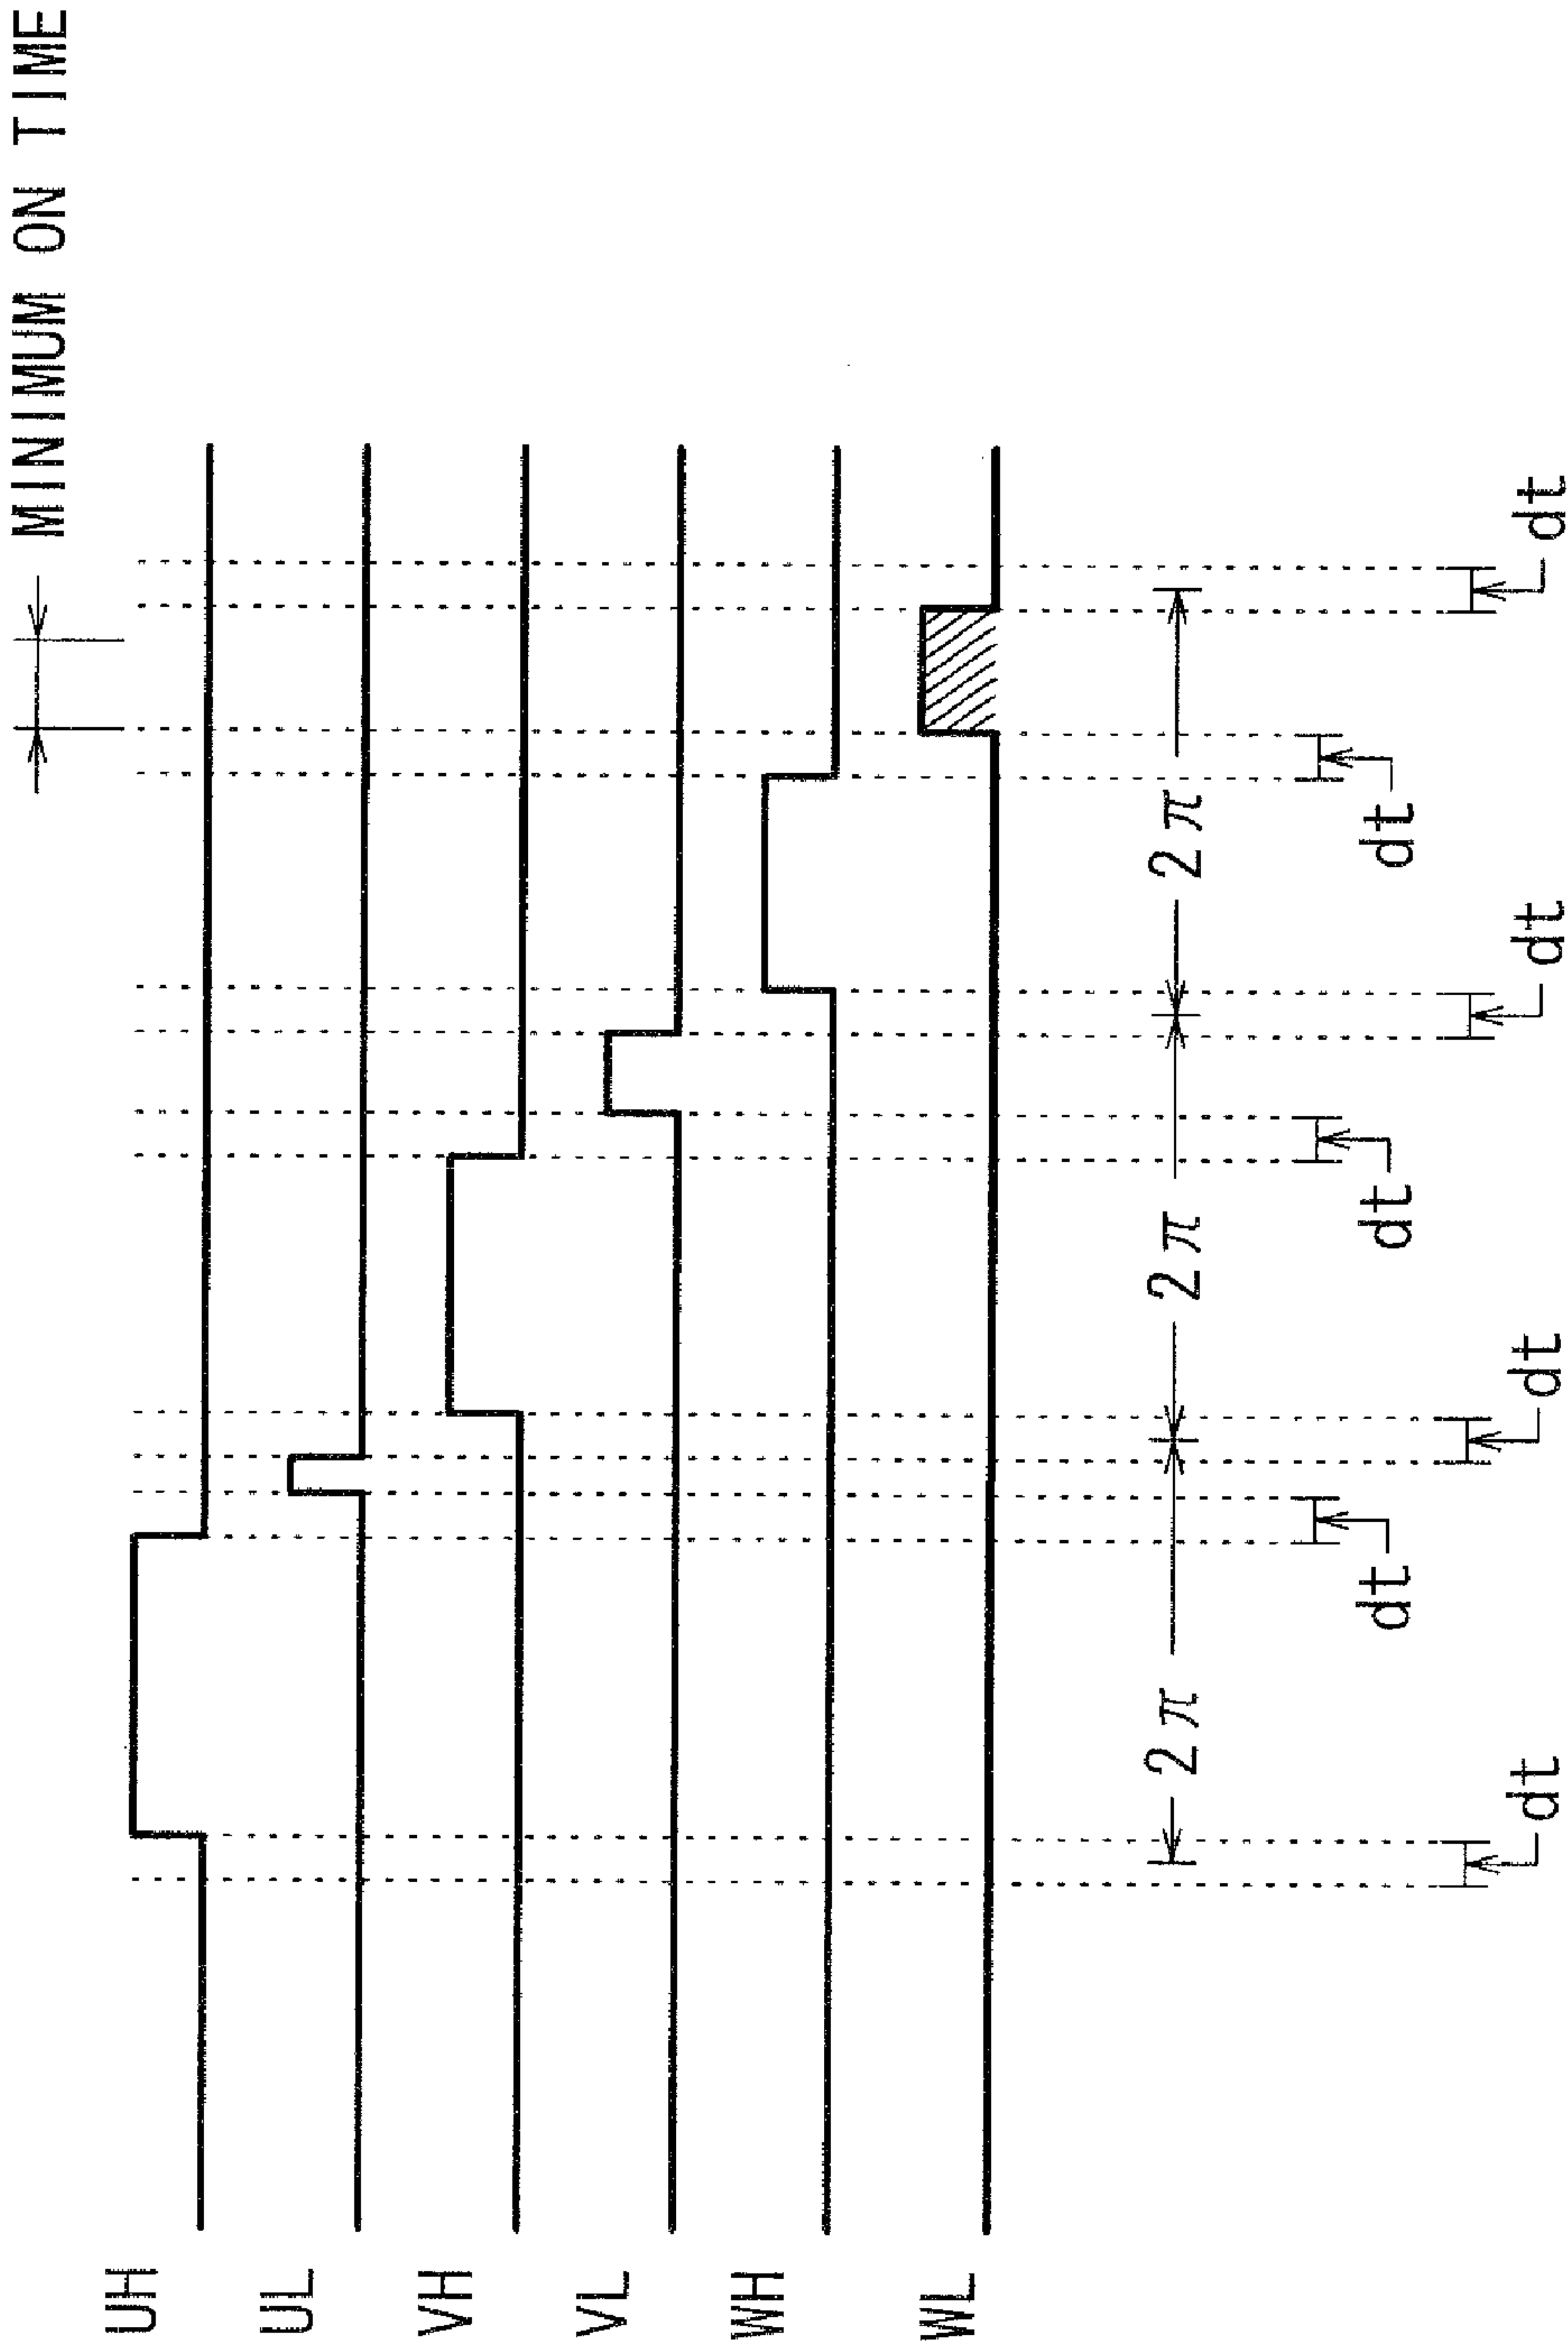 MINIMUM ON TIME
UH
UL
VH
VL
WH
WL
2π 2π 2π
dt dt dt
dt dt dt dt